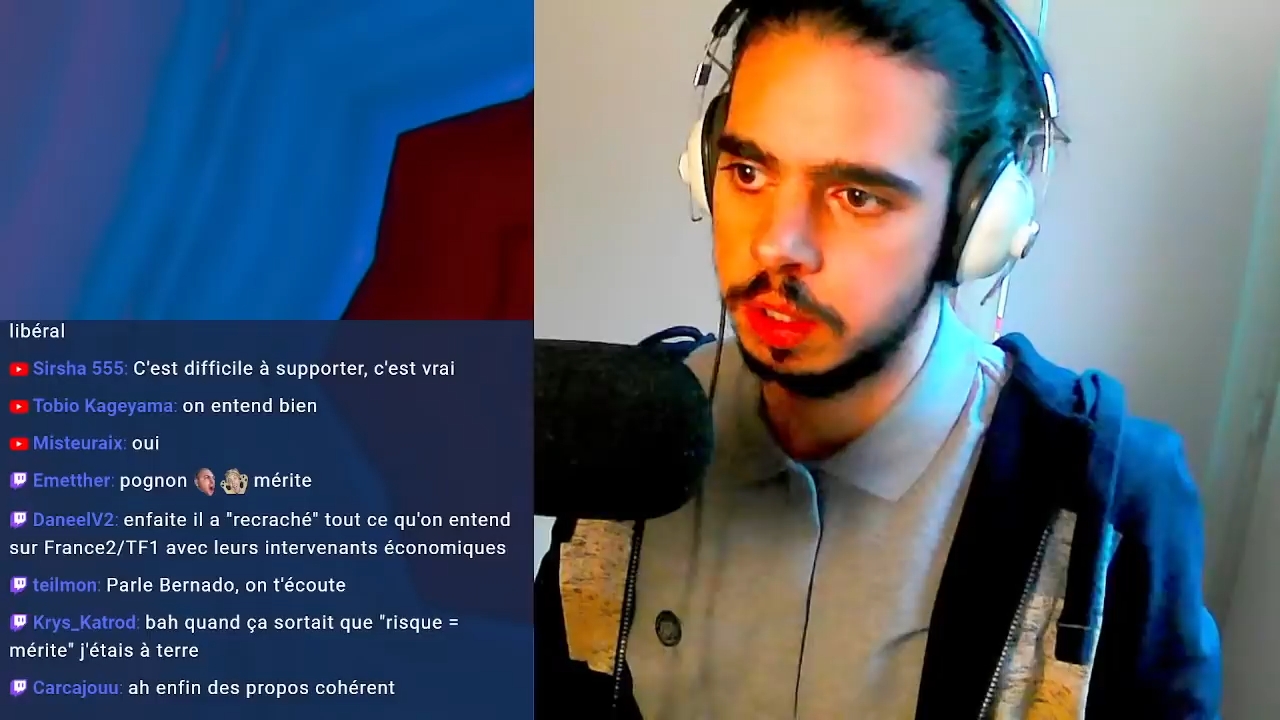 libéral
Sirsha 555: C'est difficile à supporter, c'est vrai
Tobio Kageyama: on entend bien
Misteuraix: oui
Emetther: pognon mérite
DaneelV2: enfaite il a "recraché" tout ce qu'on entend
sur France2/TF1 avec leurs intervenants économiques
teilmon: Parle Bernado, on t'écoute
Krys_Katrod: bah quand ça sortait que "risque =
mérite" j'étais à terre
Carcajouu: ah enfin des propos cohérent